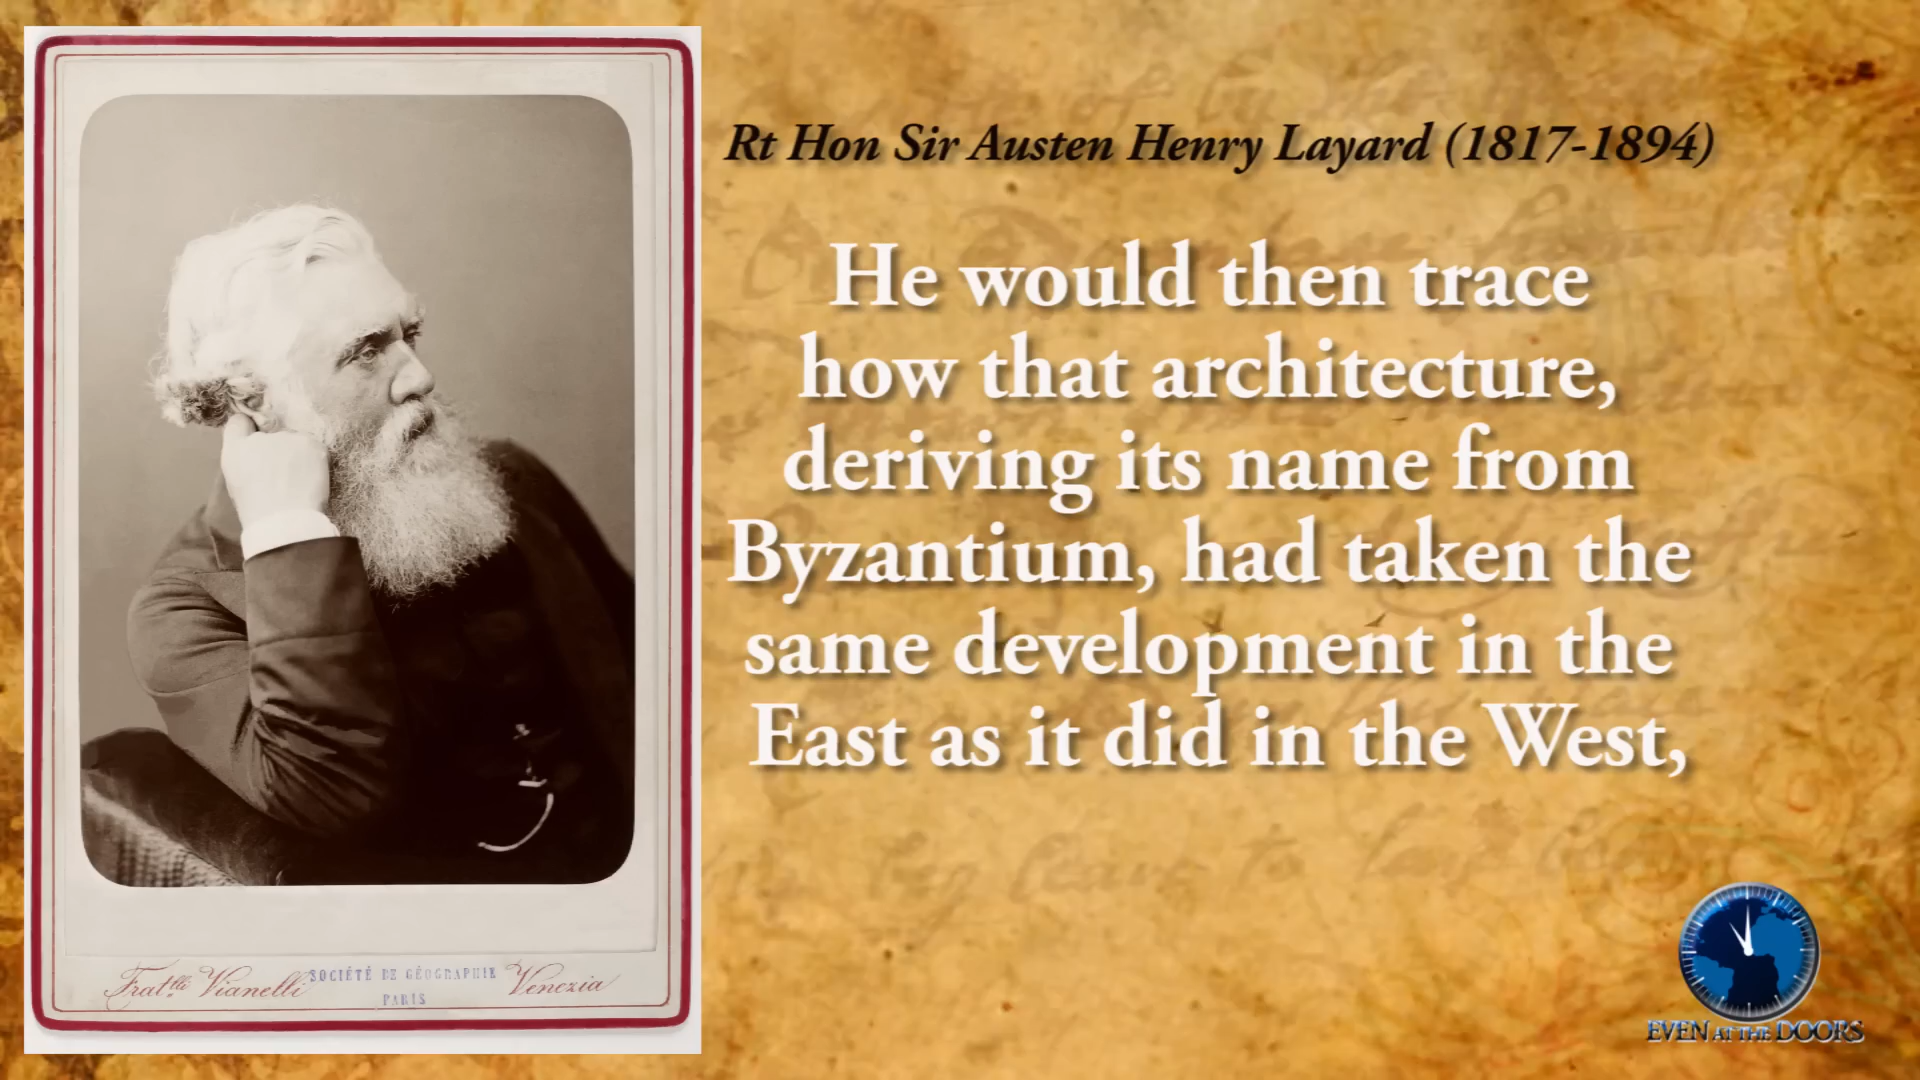 Rt Hon Sir Austen Henry Layard (1817-1894)
He would then trace
how that architecture,
deriving its name from
Byzantium, had taken the
same development in the
East as it did in the West,
Frat.lli Vianelli Venezia
SOCIÉTÉ DE GÉOGRAPHIE
PARIS
EVEN AT THE DOORS